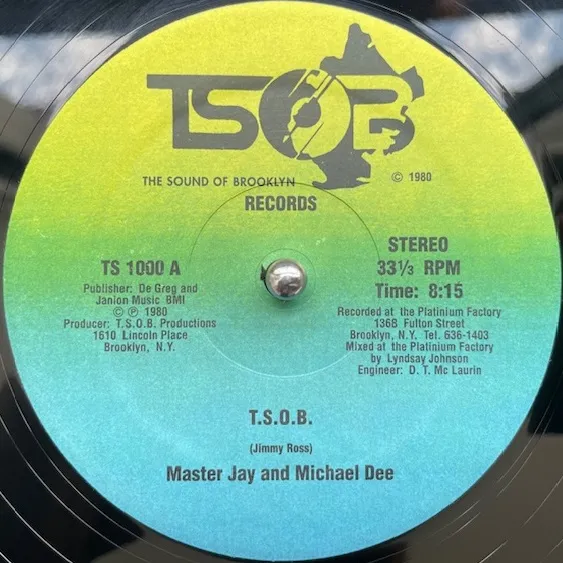 TSOB
THE SOUND OF BROOKLYN
© 1980
RECORDS
TS 1000 A
Publisher: De Greg and
Janion Music BMI
© ℗ 1980
Producer: T.S.O.B. Productions
1610 Lincoln Place
Brooklyn, N.Y.
STEREO
33⅓ RPM
Time: 8:15
Recorded at the Platinium Factory
1368 Fulton Street
Brooklyn, N.Y. Tel. 636-1403
Mixed at the Platinium Factory
by Lyndsay Johnson
Engineer: D. T. Mc Laurin
T.S.O.B.
(Jimmy Ross)
Master Jay and Michael Dee